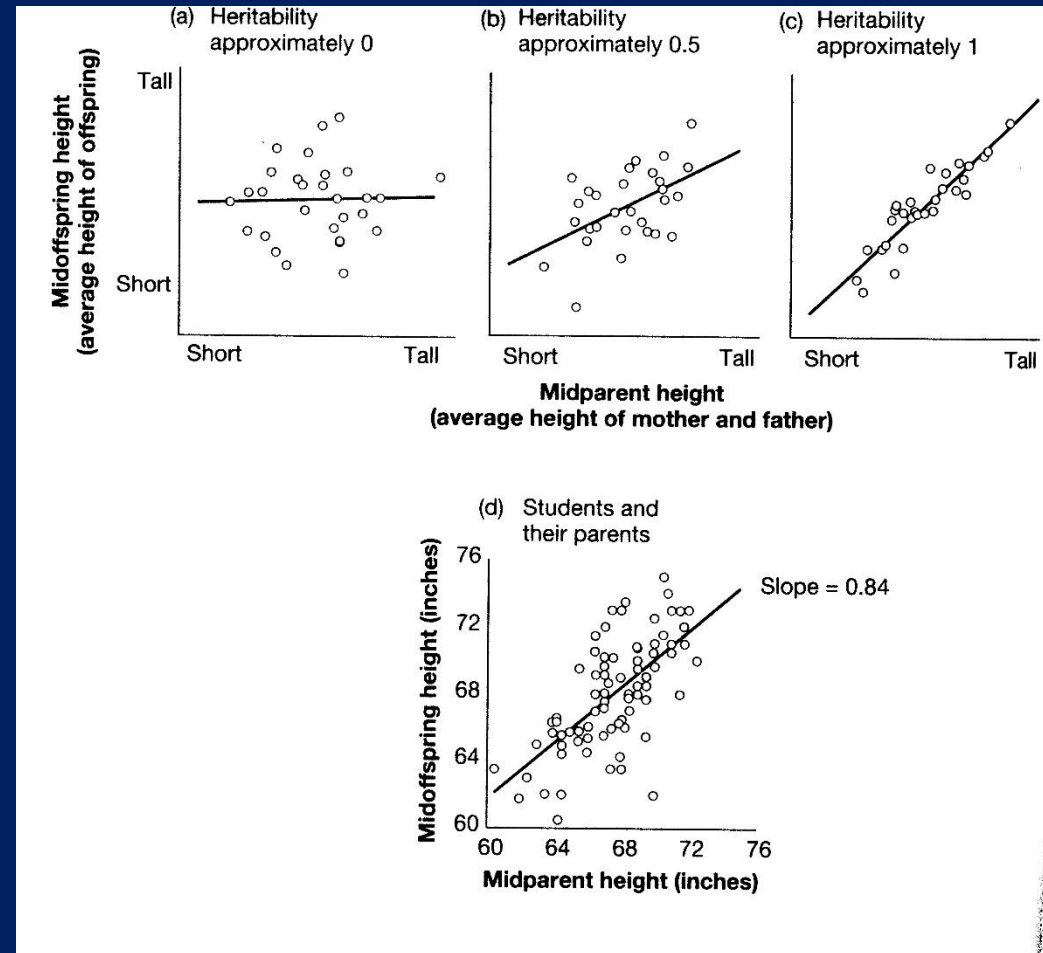 (a) Heritability
approximately 0
(b) Heritability
approximately 0.5
(c) Heritability
approximately 1
Midoffspring height
(average height of offspring)
Tall
Short
Short
Tall
Short
Tall
Short
Tall
Midparent height
(average height of mother and father)
(d) Students and
their parents
Midoffspring height (inches)
76
72
68
64
60
Slope = 0.84
60
64
68
72
76
Midparent height (inches)